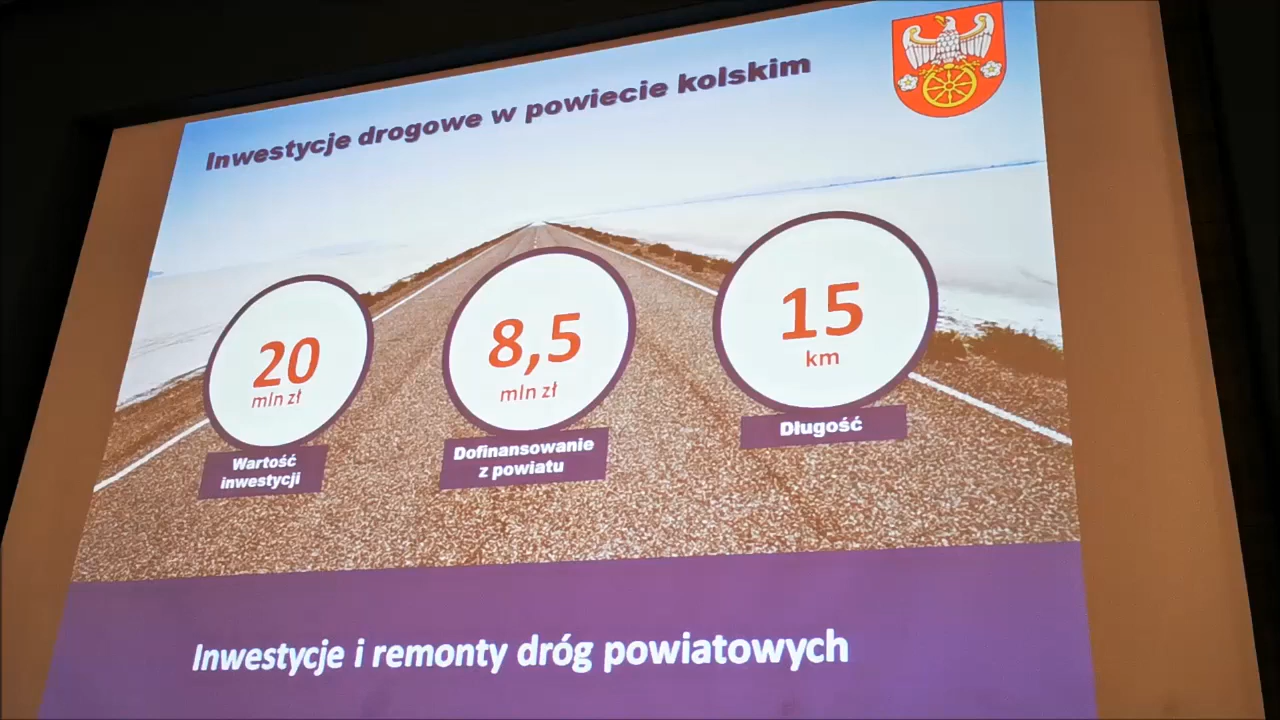 Inwestycje drogowe w powiecie kolskim
20
mln zł
Wartość
inwestycji
8,5
mln zł
Dofinansowanie
z powiatu
15
km
Długość
Inwestycje i remonty dróg powiatowych